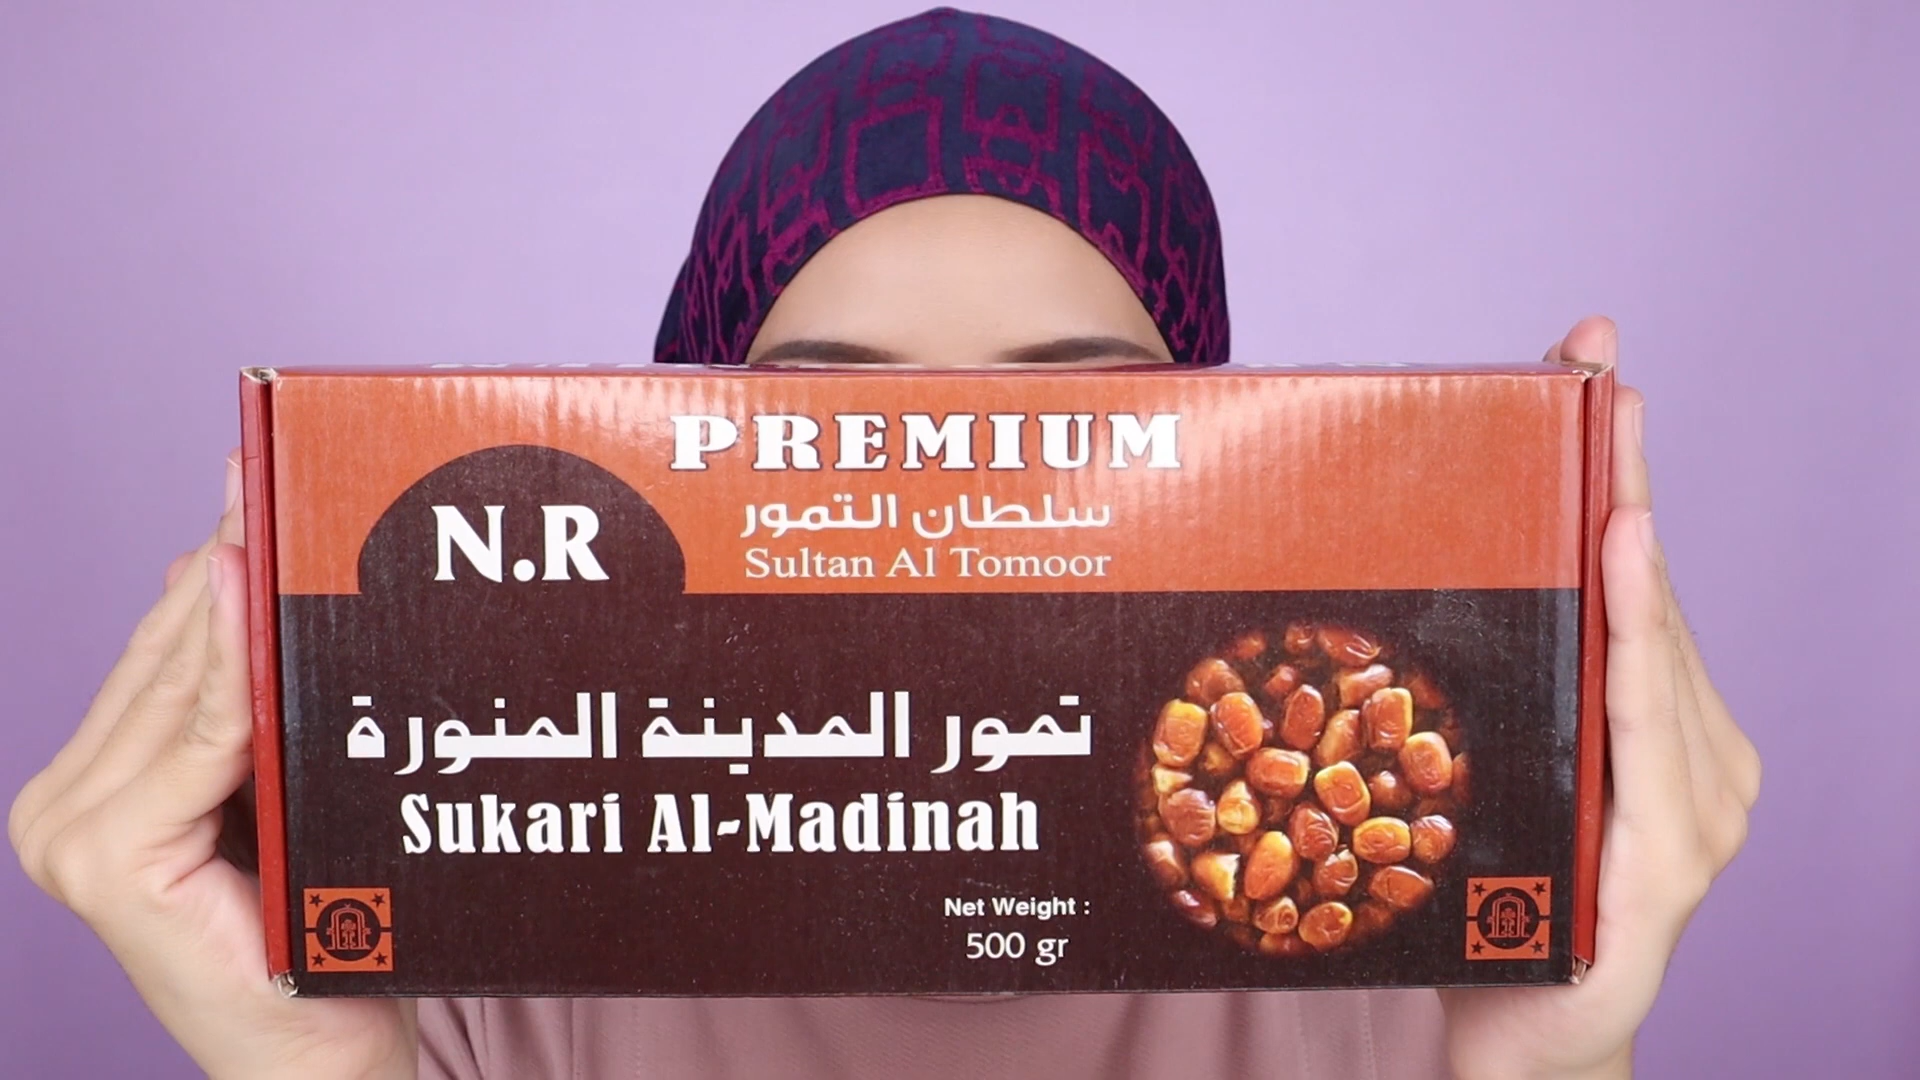 PREMIUM
N.R
سلطان التمور
Sultan Al Tomoor
تمور المدينة المنورة
Sukari Al-Madinah
Net Weight :
500 gr